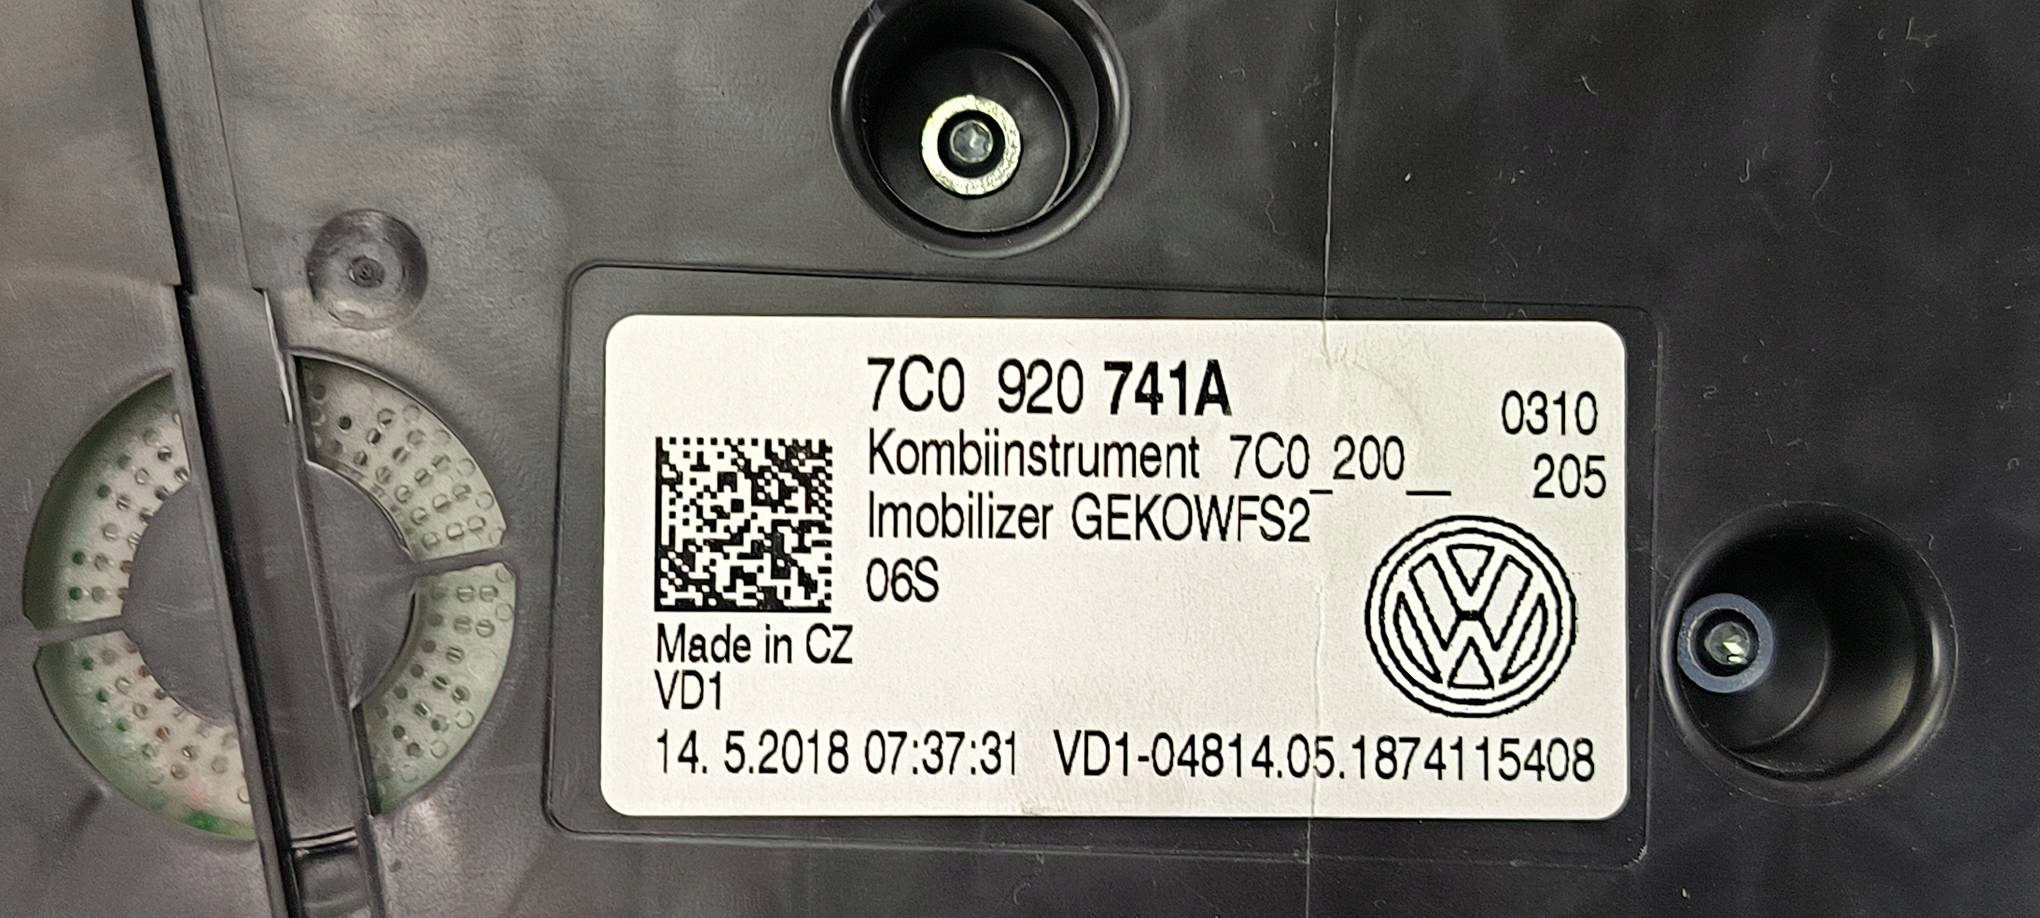 7C0 920 741A
0310
Kombiinstrument 7C0_200__
205
Imobilizer GEKOWFS2
06S
Made in CZ
VD1
14. 5.2018 07:37:31 VD1-04814.05.1874115408